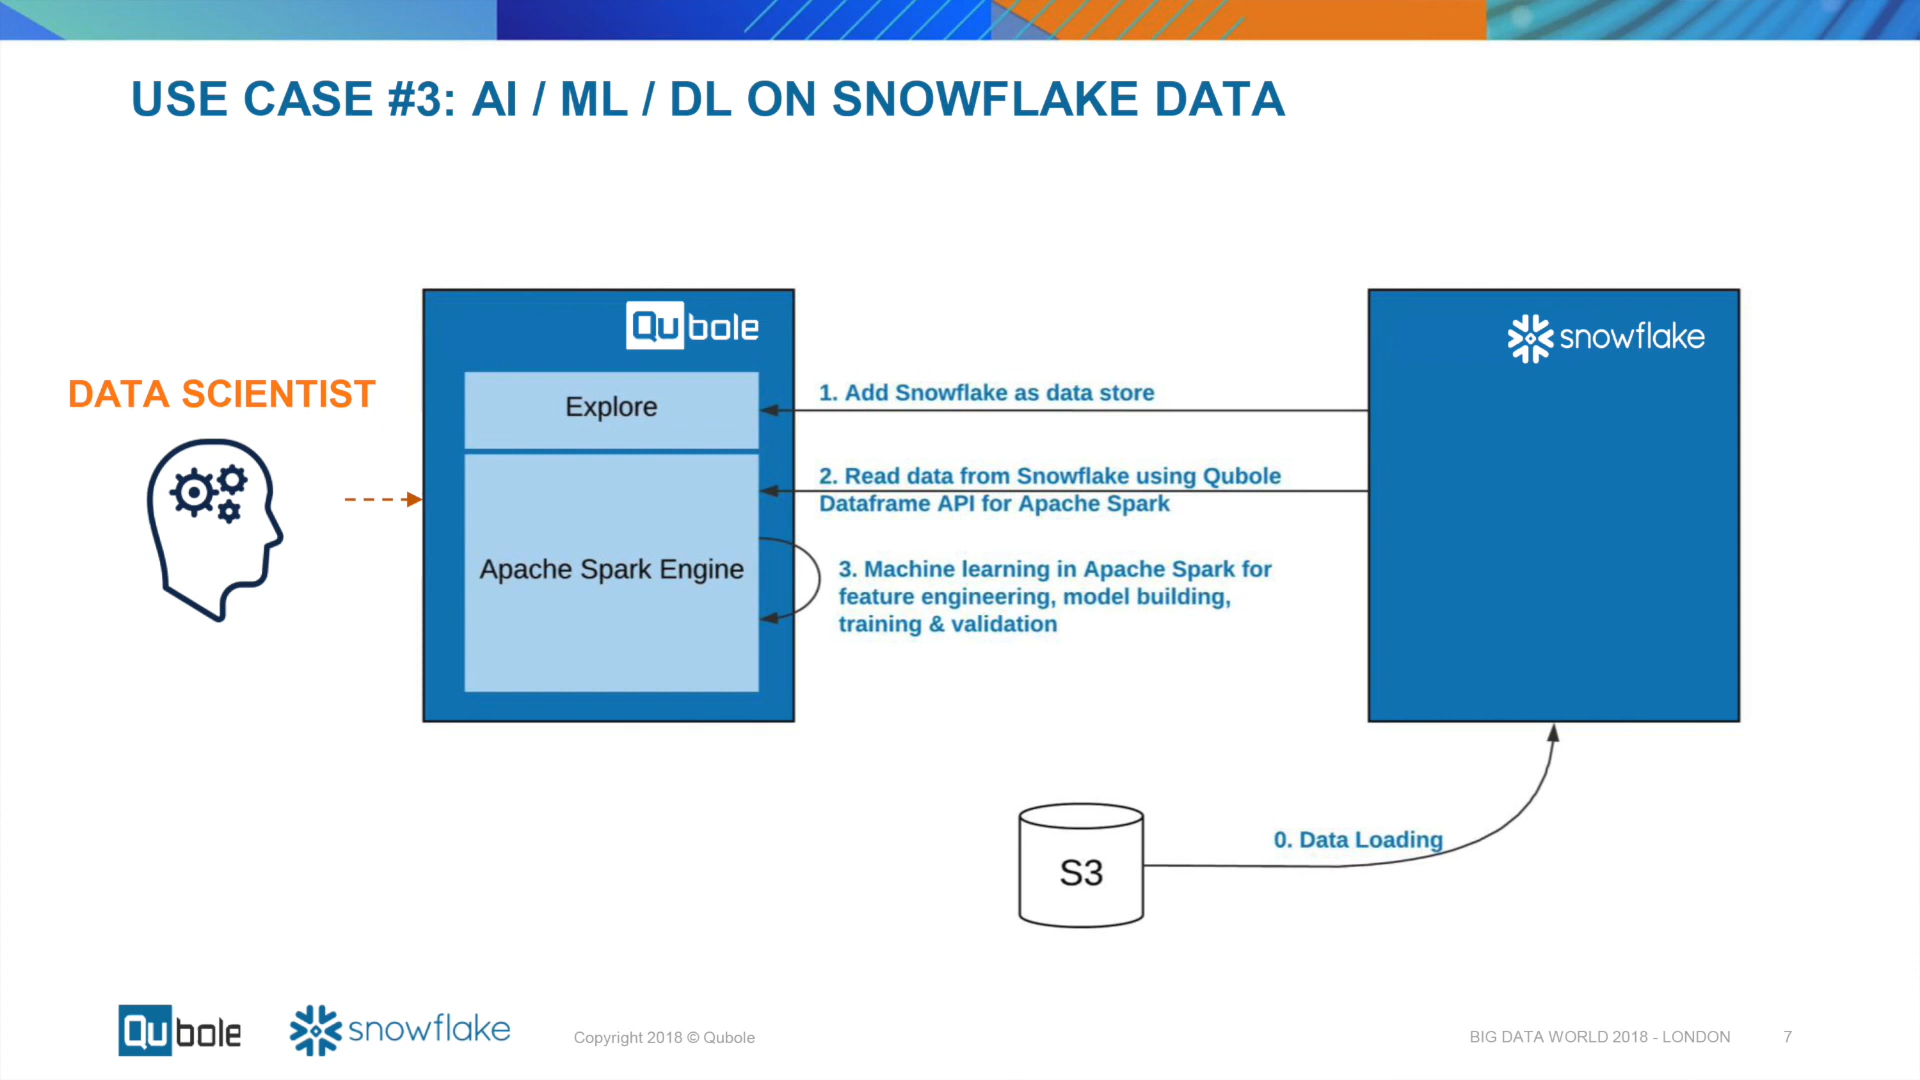 USE CASE #3: AI / ML / DL ON SNOWFLAKE DATA
DATA SCIENTIST
Qubole
Explore
Apache Spark Engine
1. Add Snowflake as data store
2. Read data from Snowflake using Qubole
Dataframe API for Apache Spark
3. Machine learning in Apache Spark for
feature engineering, model building,
training & validation
snowflake
S3
0. Data Loading
Qubole
snowflake
Copyright 2018 © Qubole
BIG DATA WORLD 2018 - LONDON
7